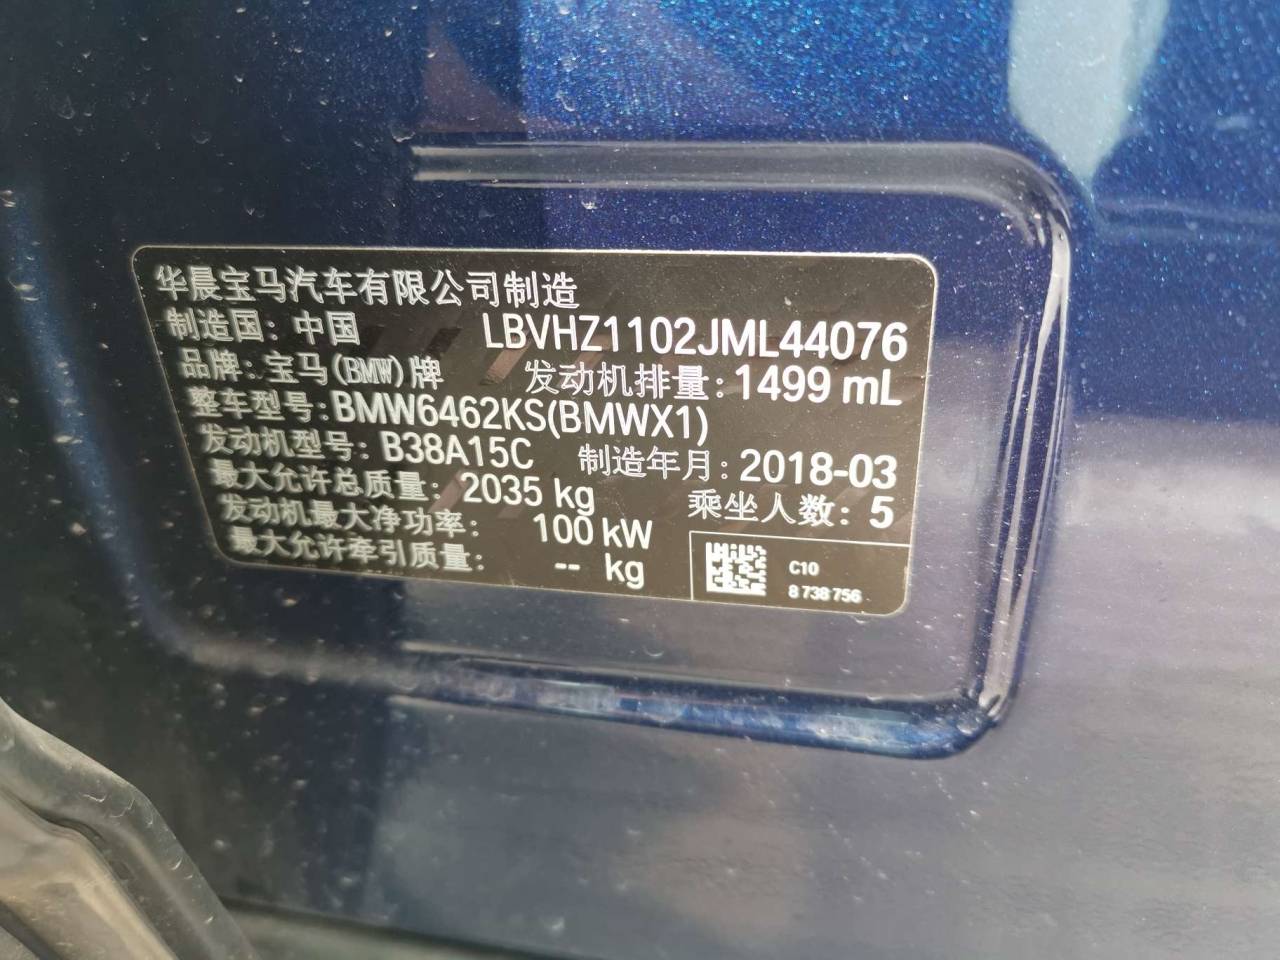 华晨宝马汽车有限公司制造
制造国：中国 LBVHZ1102JML44076
品牌：宝马(BMW)牌 发动机排量：1499 mL
整车型号：BMW6462KS(BMWX1)
发动机型号：B38A15C 制造年月：2018-03
最大允许总质量：2035 kg 乘坐人数：5
发动机最大净功率：100 kW
最大允许牵引质量：-- kg
C10
8 738 756